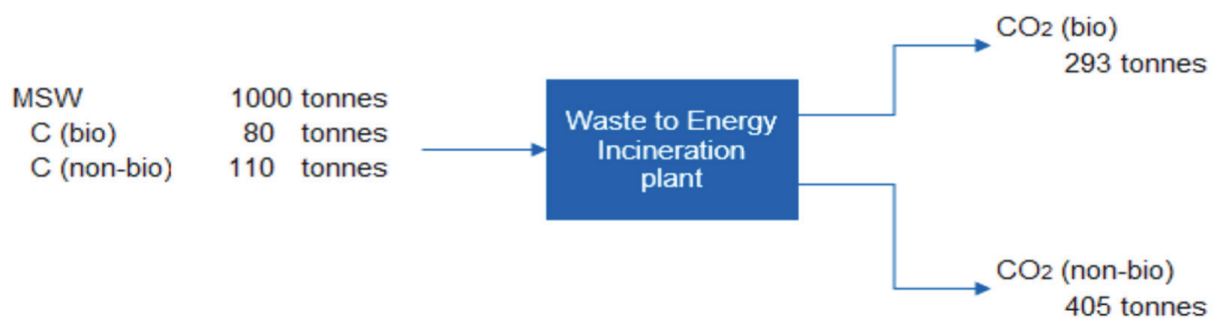 MSW 1000 tonnes
C (bio) 80 tonnes
C (non-bio) 110 tonnes
Waste to Energy
Incineration
plant
CO2 (bio)
293 tonnes
CO2 (non-bio)
405 tonnes